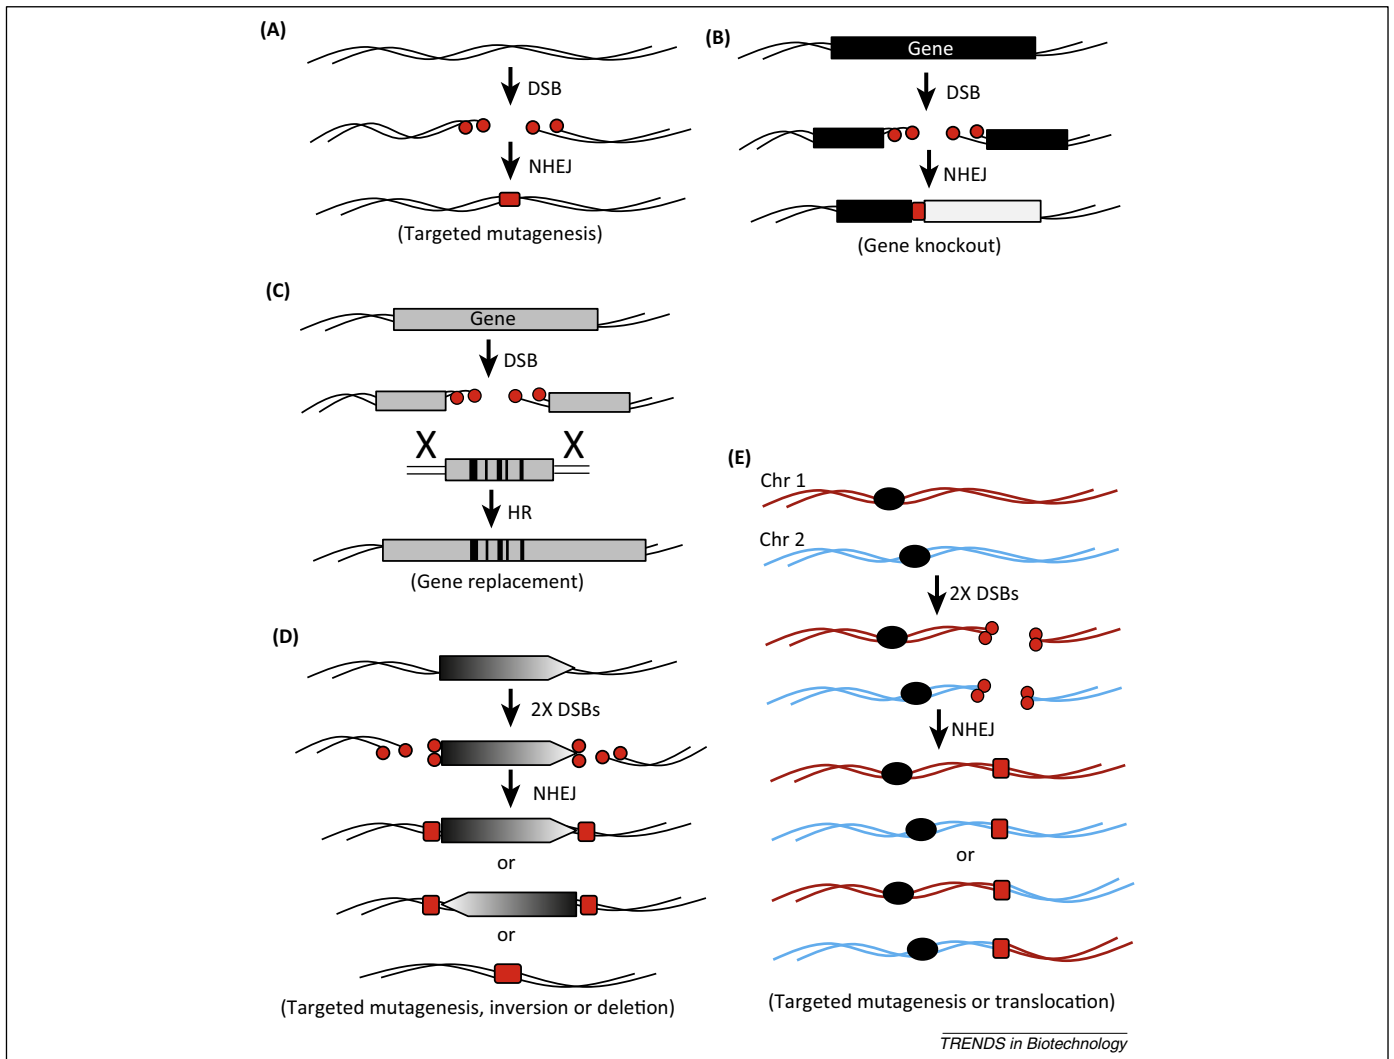 (A)
DSB
NHEJ
(Targeted mutagenesis)
(B)
Gene
DSB
NHEJ
(Gene knockout)
(C)
Gene
DSB
X X
HR
(Gene replacement)
(D)
2X DSBs
NHEJ
or
or
(Targeted mutagenesis, inversion or deletion)
(E)
Chr 1
Chr 2
2X DSBs
NHEJ
or
(Targeted mutagenesis or translocation)
TRENDS in Biotechnology